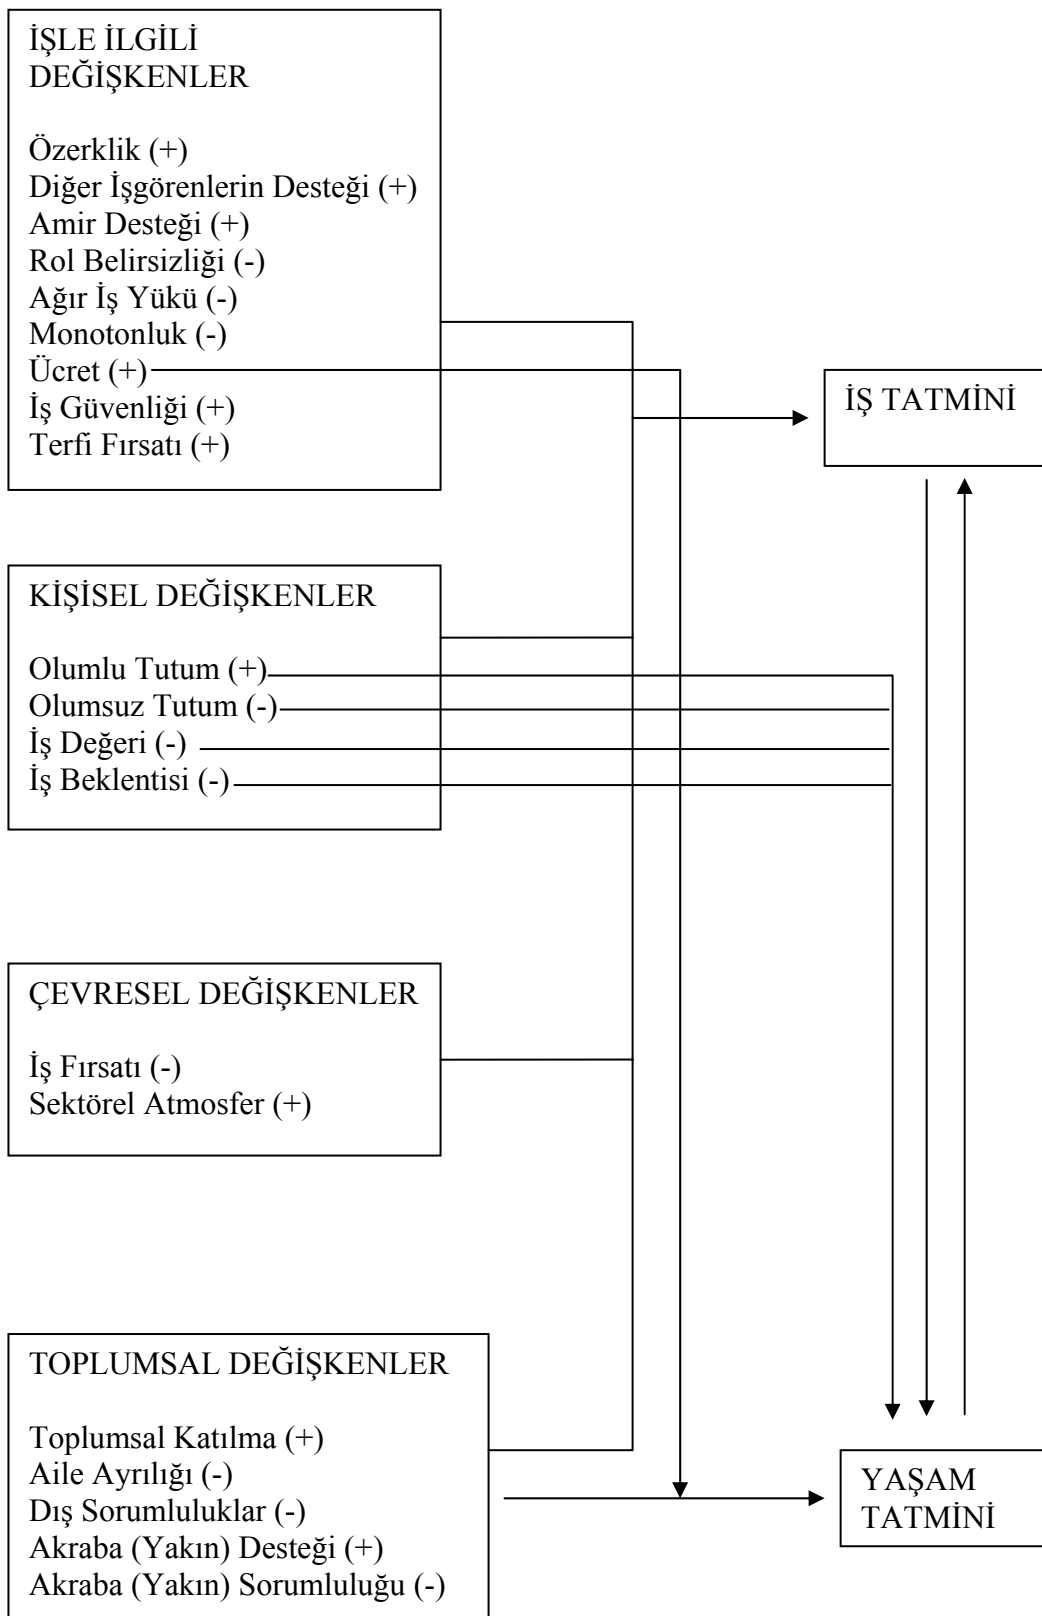 İŞLE İLGİLİ
DEĞİŞKENLER
Özerklik (+)
Diğer İşgörenlerin Desteği (+)
Amir Desteği (+)
Rol Belirsizliği (-)
Ağır İş Yükü (-)
Monotonluk (-)
Ücret (+)
İş Güvenliği (+)
Terfi Fırsatı (+)
İŞ TATMİNİ
KİŞİSEL DEĞİŞKENLER
Olumlu Tutum (+)
Olumsuz Tutum (-)
İş Değeri (-)
İş Beklentisi (-)
ÇEVRESEL DEĞİŞKENLER
İş Fırsatı (-)
Sektörel Atmosfer (+)
TOPLUMSAL DEĞİŞKENLER
Toplumsal Katılma (+)
Aile Ayrılığı (-)
Dış Sorumluluklar (-)
Akraba (Yakın) Desteği (+)
Akraba (Yakın) Sorumluluğu (-)
YAŞAM
TATMİNİ